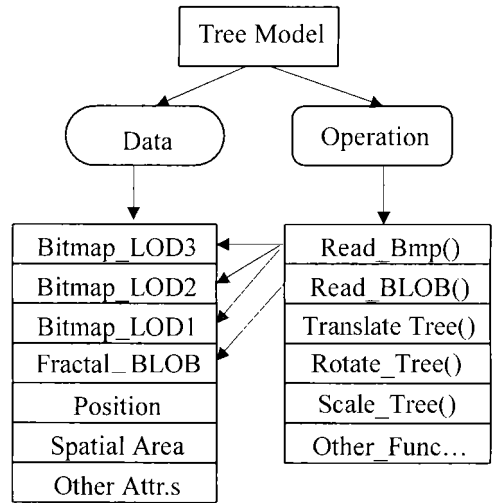 Tree Model
Data
Operation
Bitmap_LOD3
Bitmap_LOD2
Bitmap_LOD1
Fractal_BLOB
Position
Spatial Area
Other Attr.s
Read_Bmp()
Read_BLOB()
Translate Tree()
Rotate_Tree()
Scale_Tree()
Other_Func…